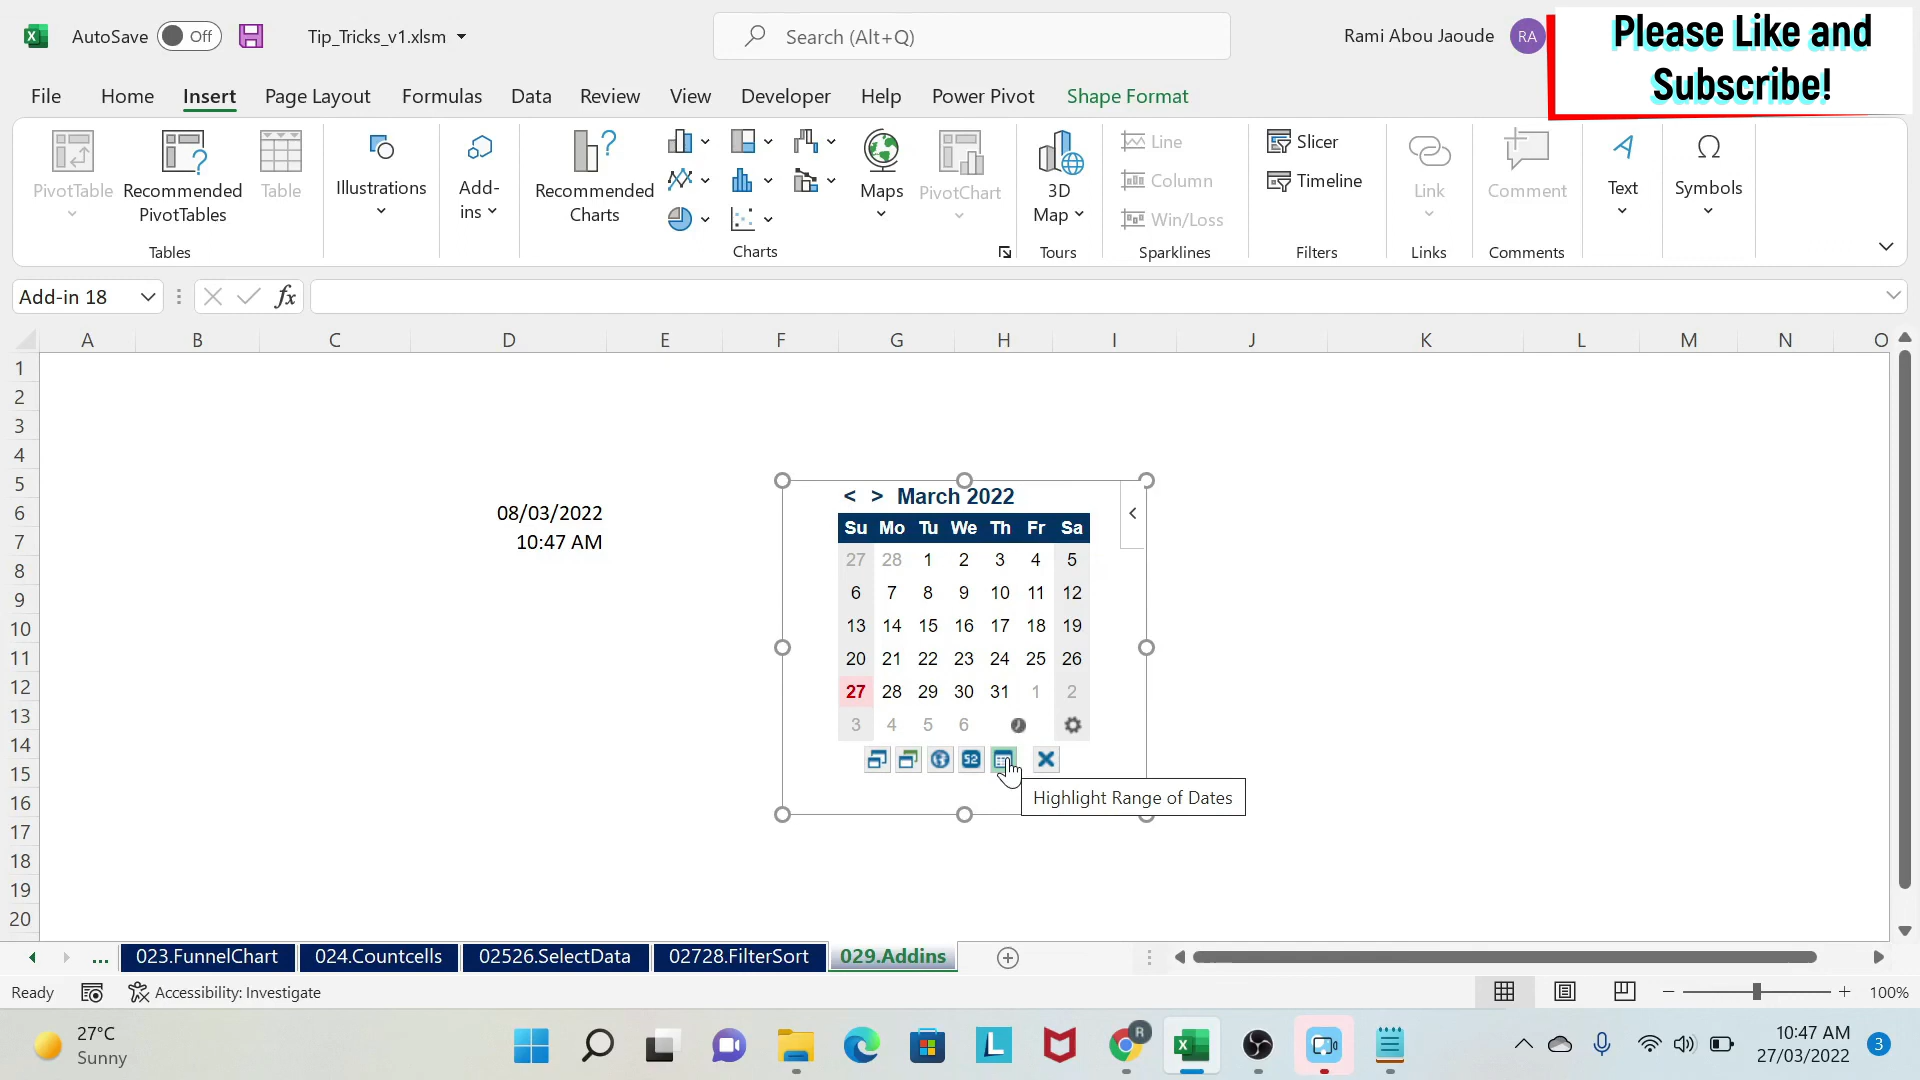 AutoSave Off Tip_Tricks_v1.xlsm Search (Alt+Q) Rami Abou Jaoude RA
Please Like and
Subscribe!
File Home Insert Page Layout Formulas Data Review View Developer Help Power Pivot Shape Format
PivotTable
Recommended
PivotTables
Table
Tables
Illustrations
Add-
ins
Recommended
Charts
Maps
PivotChart
Charts
3D
Map
Tours
Line
Column
Win/Loss
Sparklines
Slicer
Timeline
Filters
Link
Links
Comment
Comments
Text
Symbols
Add-in 18 fx
A B C D E F G H I J K L M N O
1
2
3
4
5
6
7
8
9
10
11
12
13
14
15
16
17
18
19
20
08/03/2022
10:47 AM
< > March 2022 <
Su Mo Tu We Th Fr Sa
27 28 1 2 3 4 5
6 7 8 9 10 11 12
13 14 15 16 17 18 19
20 21 22 23 24 25 26
27 28 29 30 31 1 2
3 4 5 6
52
Highlight Range of Dates
... 023.FunnelChart 024.Countcells 02526.SelectData 02728.FilterSort 029.Addins
Ready Accessibility: Investigate 100%
27°C
Sunny
L
R
10:47 AM
27/03/2022
3